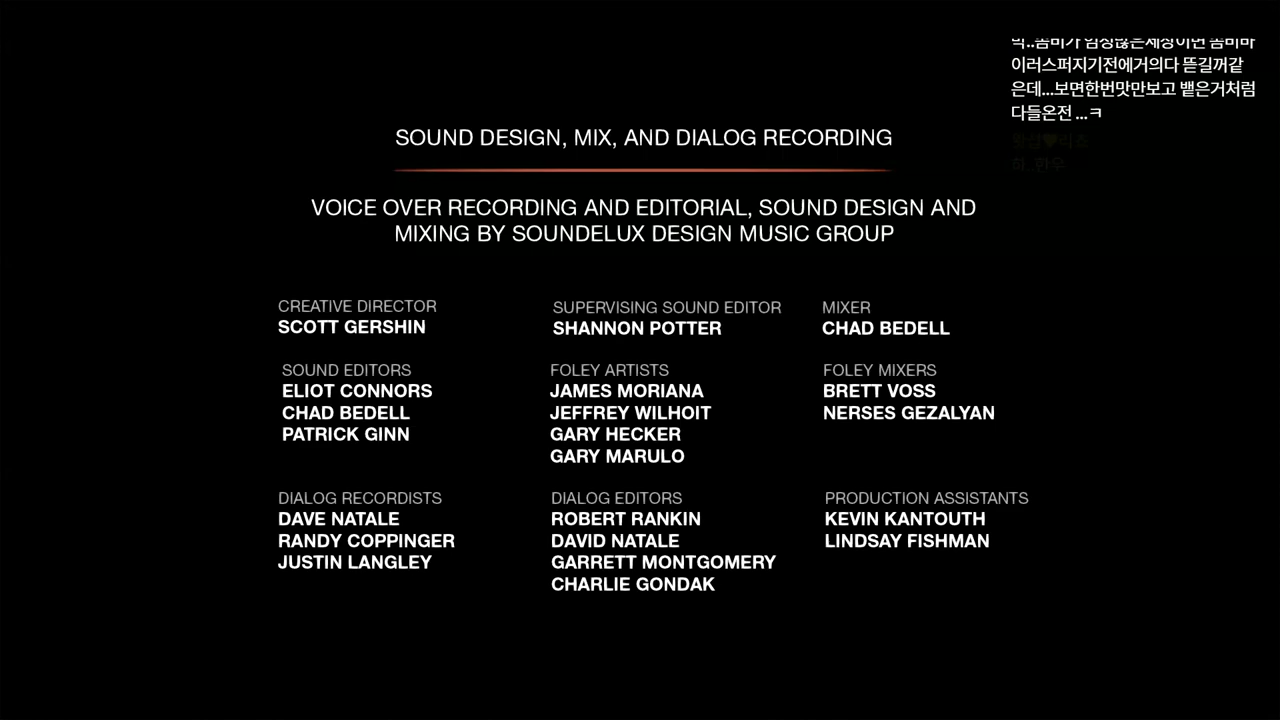 이러스퍼지기전에거의다 뜯길꺼같
은데...보면한번맛만보고 뱉은거처럼
다들온전 ...ㅋ
SOUND DESIGN, MIX, AND DIALOG RECORDING
VOICE OVER RECORDING AND EDITORIAL, SOUND DESIGN AND
MIXING BY SOUNDELUX DESIGN MUSIC GROUP
CREATIVE DIRECTOR
SCOTT GERSHIN
SUPERVISING SOUND EDITOR
SHANNON POTTER
MIXER
CHAD BEDELL
SOUND EDITORS
ELIOT CONNORS
CHAD BEDELL
PATRICK GINN
FOLEY ARTISTS
JAMES MORIANA
JEFFREY WILHOIT
GARY HECKER
GARY MARULO
FOLEY MIXERS
BRETT VOSS
NERSES GEZALYAN
DIALOG RECORDISTS
DAVE NATALE
RANDY COPPINGER
JUSTIN LANGLEY
DIALOG EDITORS
ROBERT RANKIN
DAVID NATALE
GARRETT MONTGOMERY
CHARLIE GONDAK
PRODUCTION ASSISTANTS
KEVIN KANTOUTH
LINDSAY FISHMAN